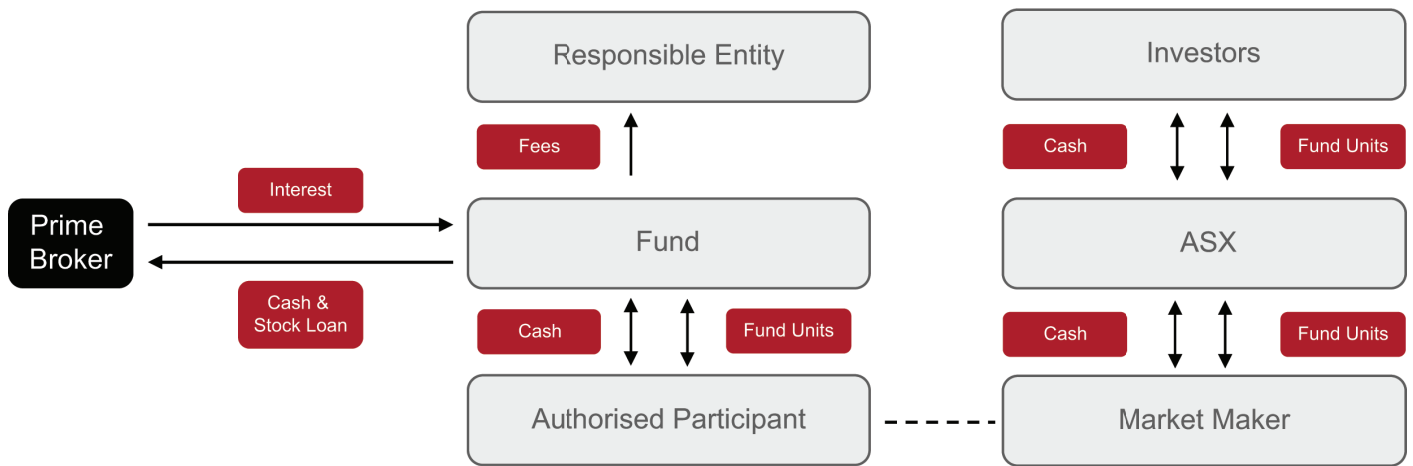 Responsible Entity
Investors
Fees
Cash
Fund Units
Interest
Prime
Broker
Fund
ASX
Cash &
Stock Loan
Cash
Fund Units
Cash
Fund Units
Authorised Participant
Market Maker